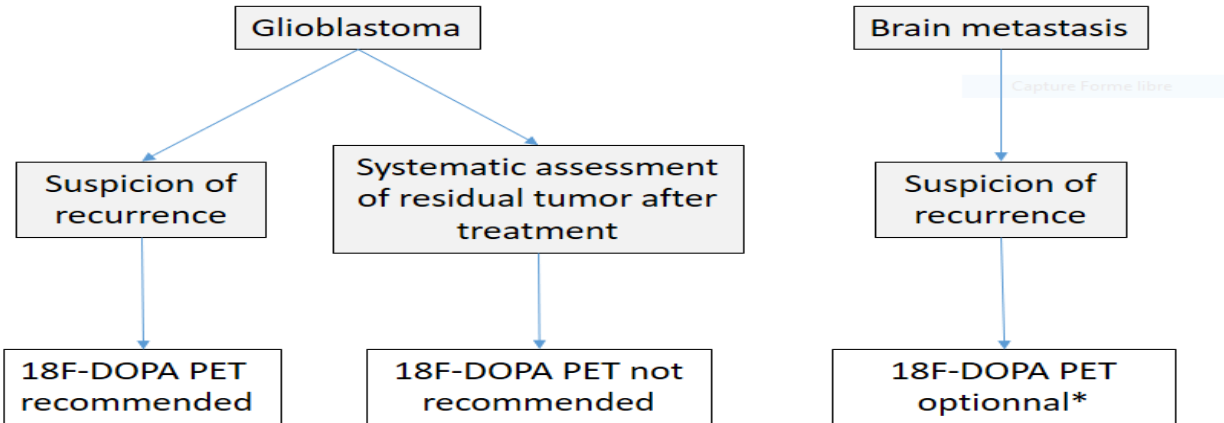 Glioblastoma
Brain metastasis
Capture Forme libre
Suspicion of
recurrence
Systematic assessment
of residual tumor after
treatment
Suspicion of
recurrence
18F-DOPA PET
recommended
18F-DOPA PET not
recommended
18F-DOPA PET
optionnal*